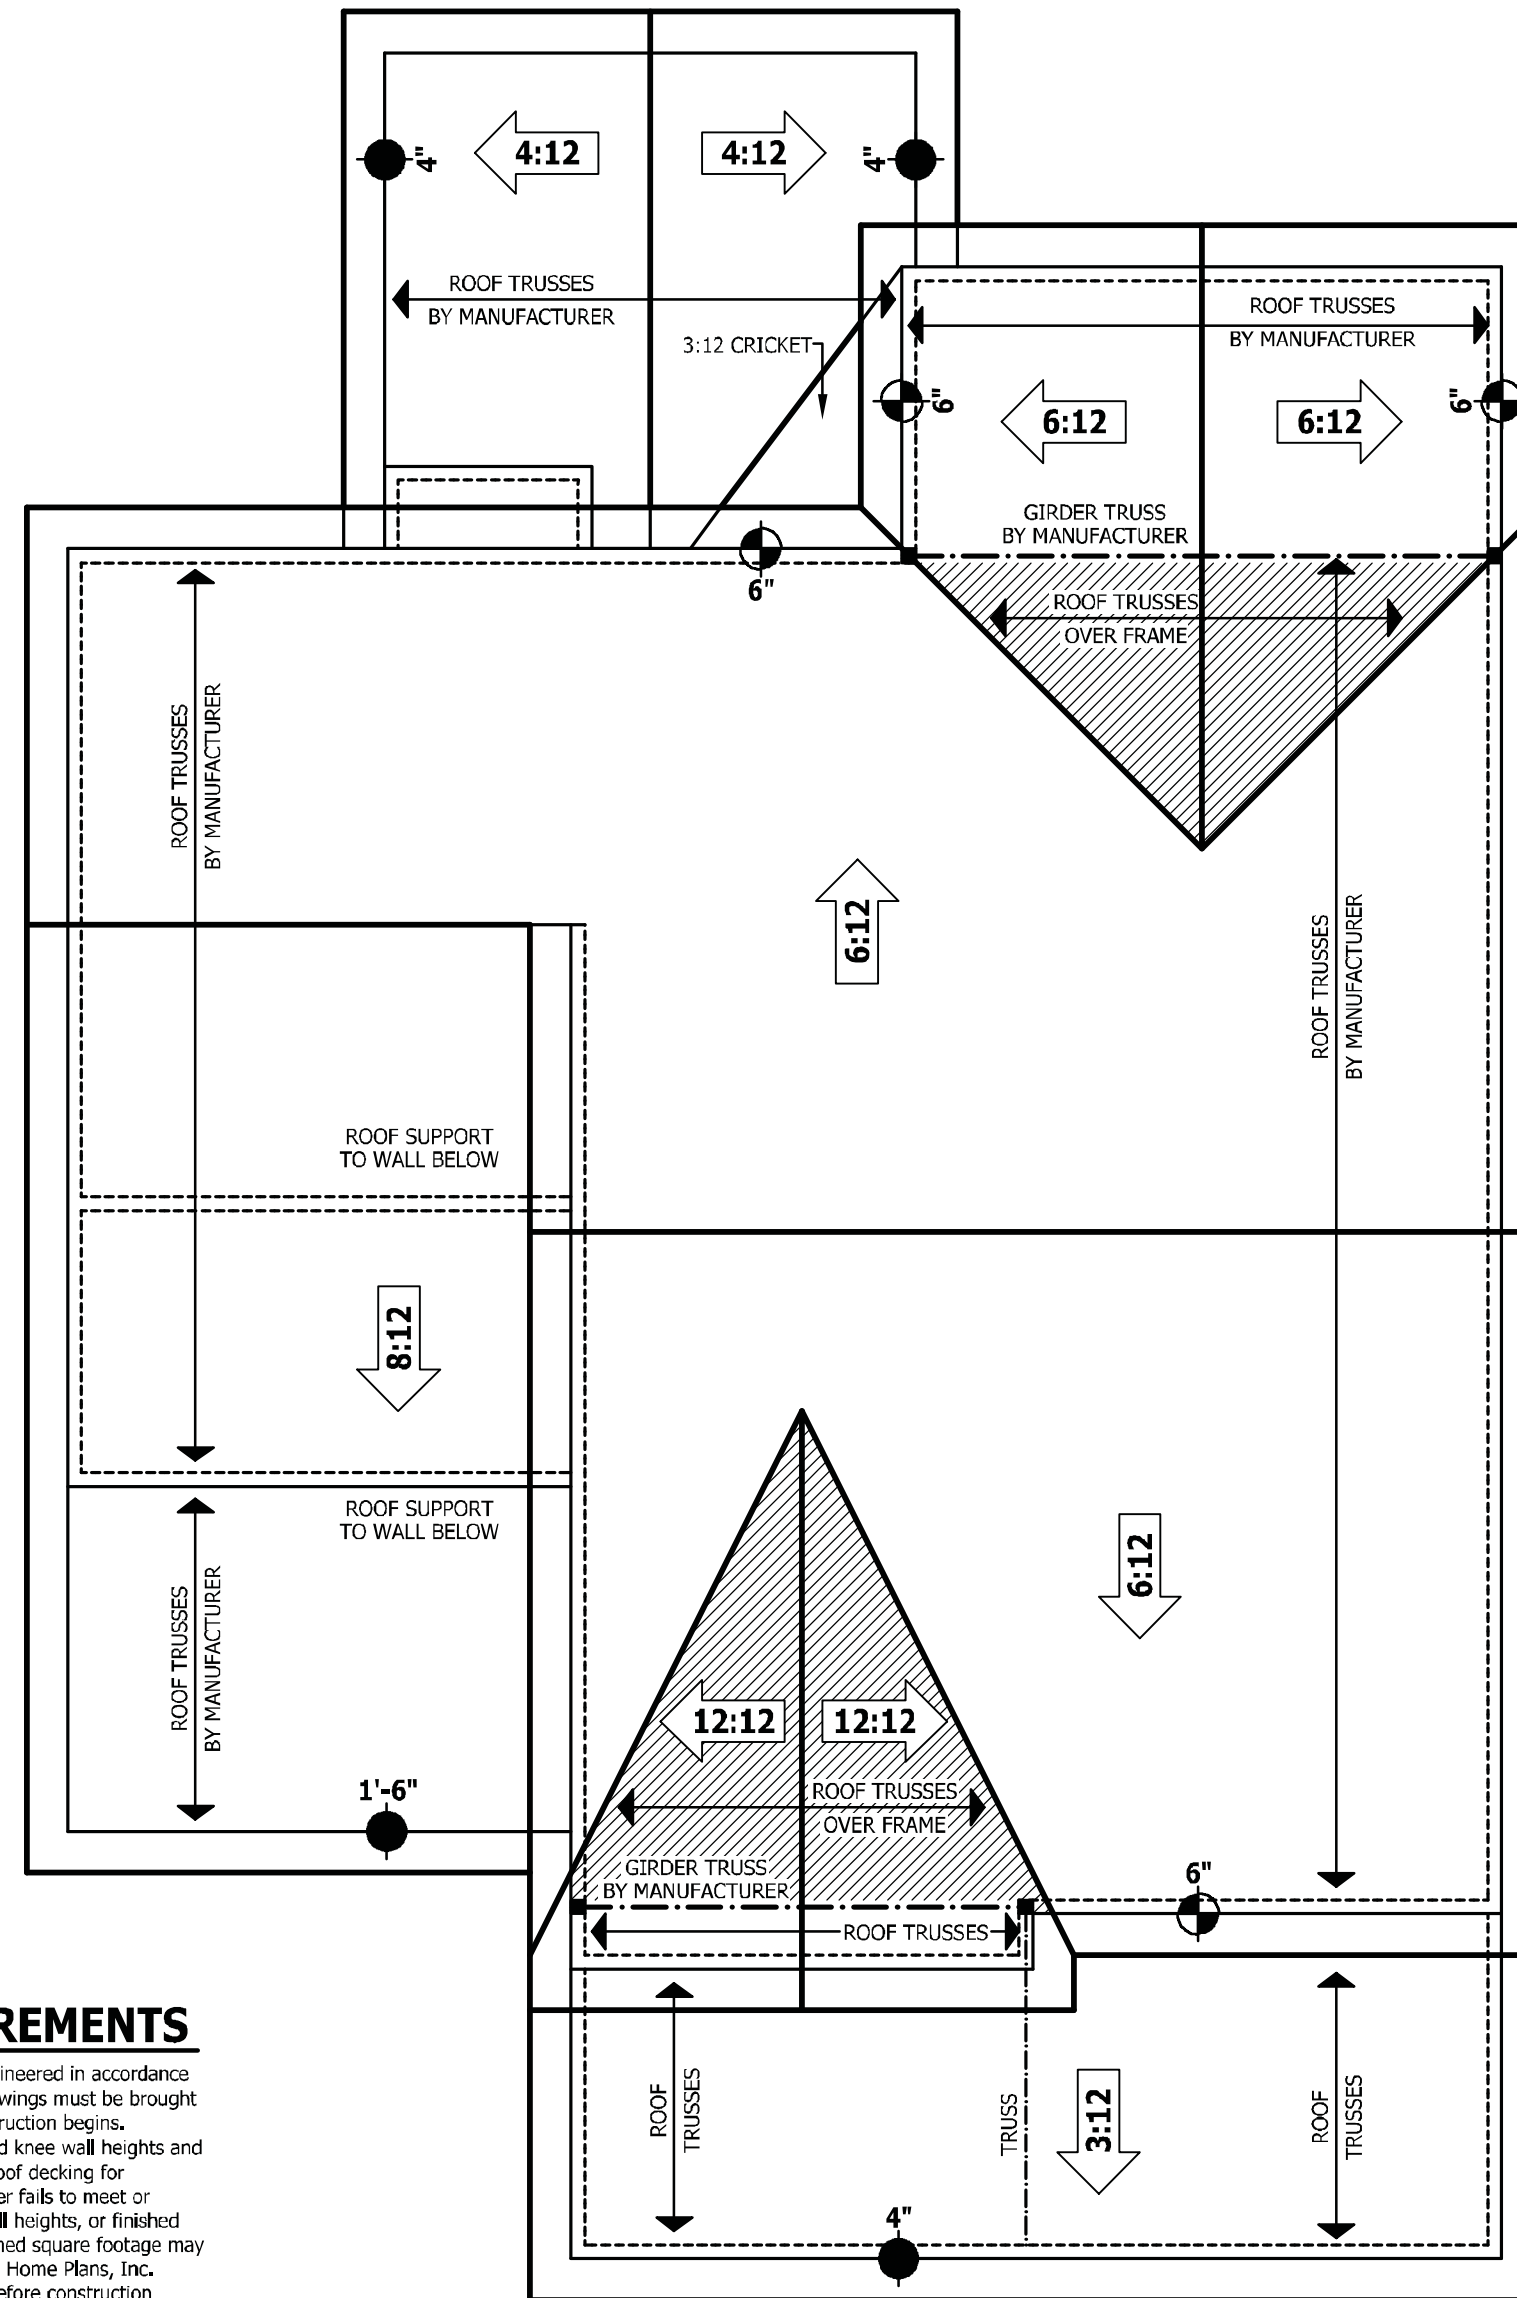 4"
4:12
4:12
4"
ROOF TRUSSES
BY MANUFACTURER
3:12 CRICKET
ROOF TRUSSES
BY MANUFACTURER
6"
6:12
6:12
6"
GIRDER TRUSS
BY MANUFACTURER
6"
ROOF TRUSSES
OVER FRAME
ROOF TRUSSES
BY MANUFACTURER
6:12
ROOF TRUSSES
BY MANUFACTURER
ROOF SUPPORT
TO WALL BELOW
8:12
ROOF SUPPORT
TO WALL BELOW
6:12
ROOF TRUSSES
BY MANUFACTURER
12:12
12:12
1'-6"
ROOF TRUSSES
OVER FRAME
GIRDER TRUSS
BY MANUFACTURER
6"
ROOF TRUSSES
ROOF
TRUSSES
TRUSS
3:12
ROOF
TRUSSES
4"
REMENTS
ineered in accordance
wings must be brought
ruction begins.
d knee wall heights and
oof decking for
er fails to meet or
ll heights, or finished
ned square footage may
Home Plans, Inc.
efore construction